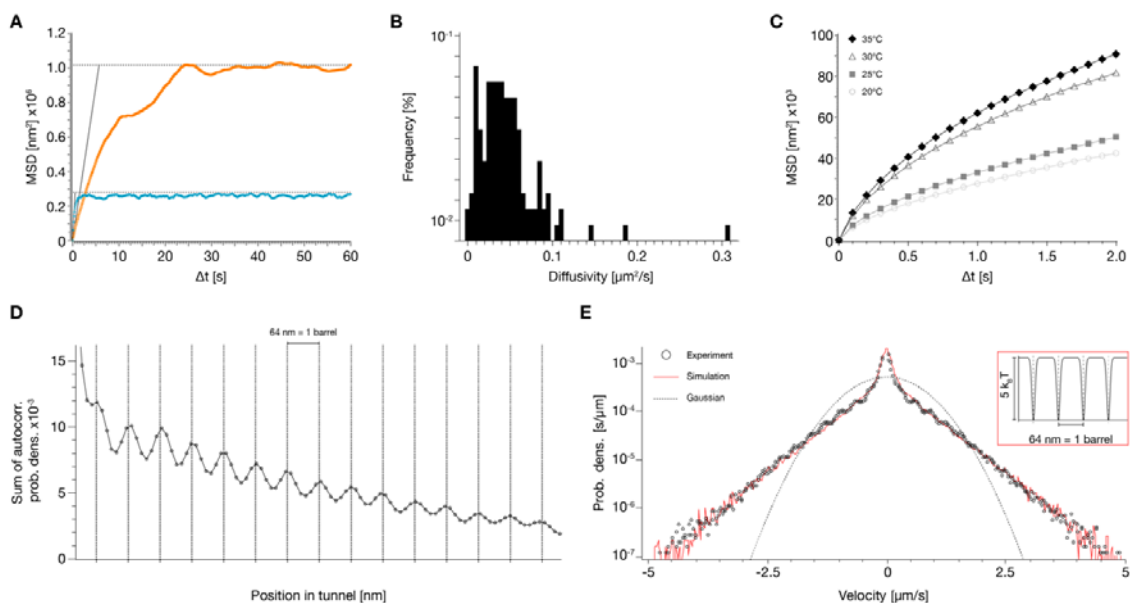 A
MSD [nm²] x10⁶
1.2
1.0
0.8
0.6
0.4
0.2
0
0 10 20 30 40 50 60
Δt [s]
B
Frequency [%]
10⁻¹
10⁻²
0 0.1 0.2 0.3
Diffusivity [µm²/s]
C
MSD [nm²] x10³
100
80
60
40
20
0
35°C
30°C
25°C
20°C
0.0 0.5 1.0 1.5 2.0
Δt [s]
D
64 nm = 1 barrel
Sum of autocorr.
prob. dens. x10⁻³
15
10
5
0
Position in tunnel [nm]
E
Prob. dens. [s/µm]
10⁻³
10⁻⁴
10⁻⁵
10⁻⁶
10⁻⁷
Experiment
Simulation
Gaussian
5 kBT
64 nm = 1 barrel
-5 -2.5 0 2.5 5
Velocity [µm/s]